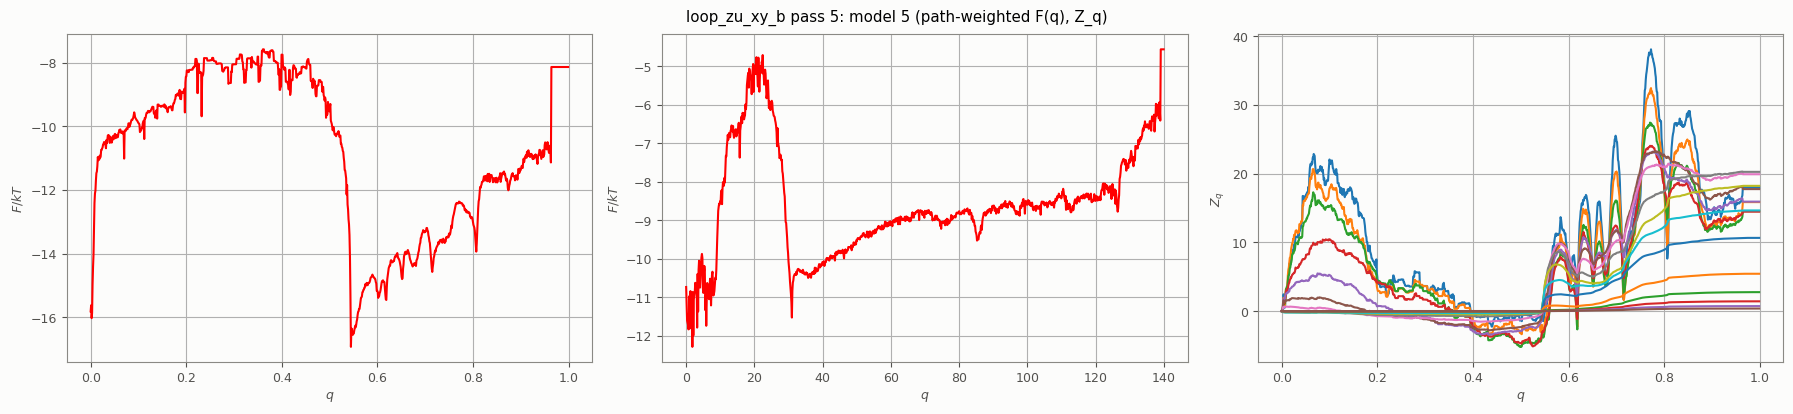 loop_zu_xy_b pass 5: model 5 (path-weighted F(q), Z_q)
F/kT
−8
−10
−12
−14
−16
0.0 0.2 0.4 0.6 0.8 1.0
q
F/kT
−5
−6
−7
−8
−9
−10
−11
−12
0 20 40 60 80 100 120 140
q
Z_q
40
30
20
10
0
0.0 0.2 0.4 0.6 0.8 1.0
q